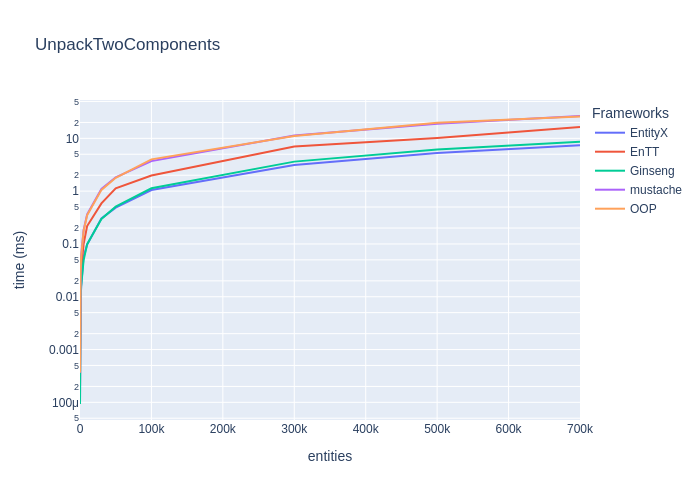 UnpackTwoComponents
Frameworks
EntityX
EnTT
Ginseng
mustache
OOP
time (ms)
5
2
10
5
2
1
5
2
0.1
5
2
0.01
5
2
0.001
5
2
100μ
5
0
100k
200k
300k
400k
500k
600k
700k
entities